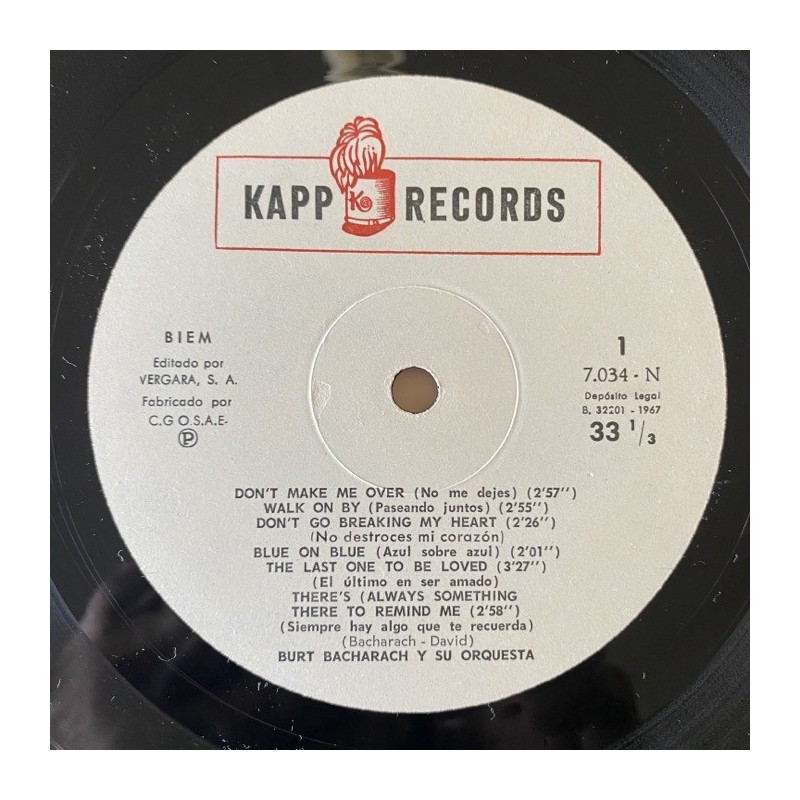 KAPP K RECORDS
BIEM
Editado por
VERGARA, S. A.
Fabricado por
C.G O.S.A.E-
Ⓟ
1
7.034 - N
Depósito Legal
B. 32201 - 1967
33 1/3
DON'T MAKE ME OVER (No me dejes) (2'57'')
WALK ON BY (Paseando juntos) (2'55'')
DON'T GO BREAKING MY HEART (2'26'')
(No destroces mi corazón)
BLUE ON BLUE (Azul sobre azul) (2'01'')
THE LAST ONE TO BE LOVED (3'27'')
(El último en ser amado)
THERE'S (ALWAYS SOMETHING
THERE TO REMIND ME (2'58'')
(Siempre hay algo que te recuerda)
(Bacharach - David)
BURT BACHARACH Y SU ORQUESTA